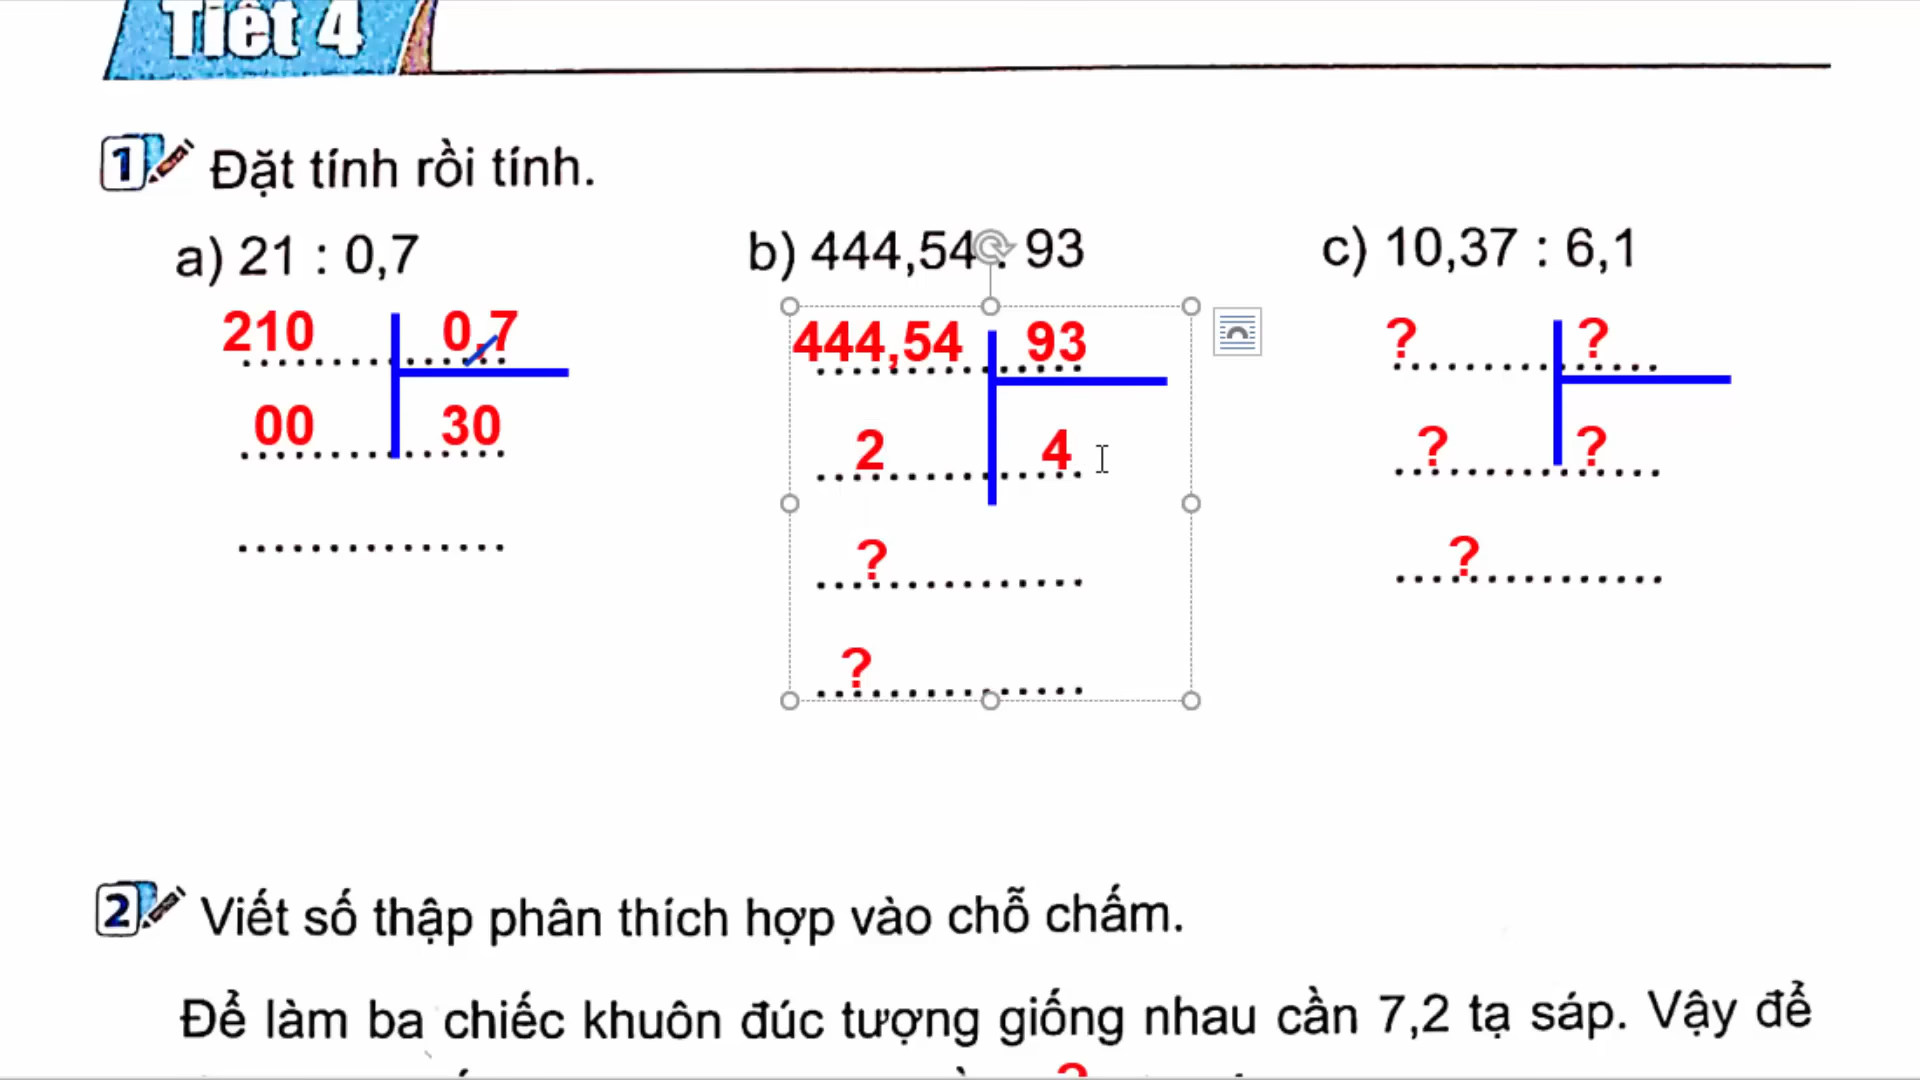 Tiết 4
1 Đặt tính rồi tính.
a) 21 : 0,7
b) 444,54 : 93
c) 10,37 : 6,1
210 0,7
00 30
444,54 93
2 4
?
?
? ?
? ?
?
2 Viết số thập phân thích hợp vào chỗ chấm.
Để làm ba chiếc khuôn đúc tượng giống nhau cần 7,2 tạ sáp. Vậy để
?